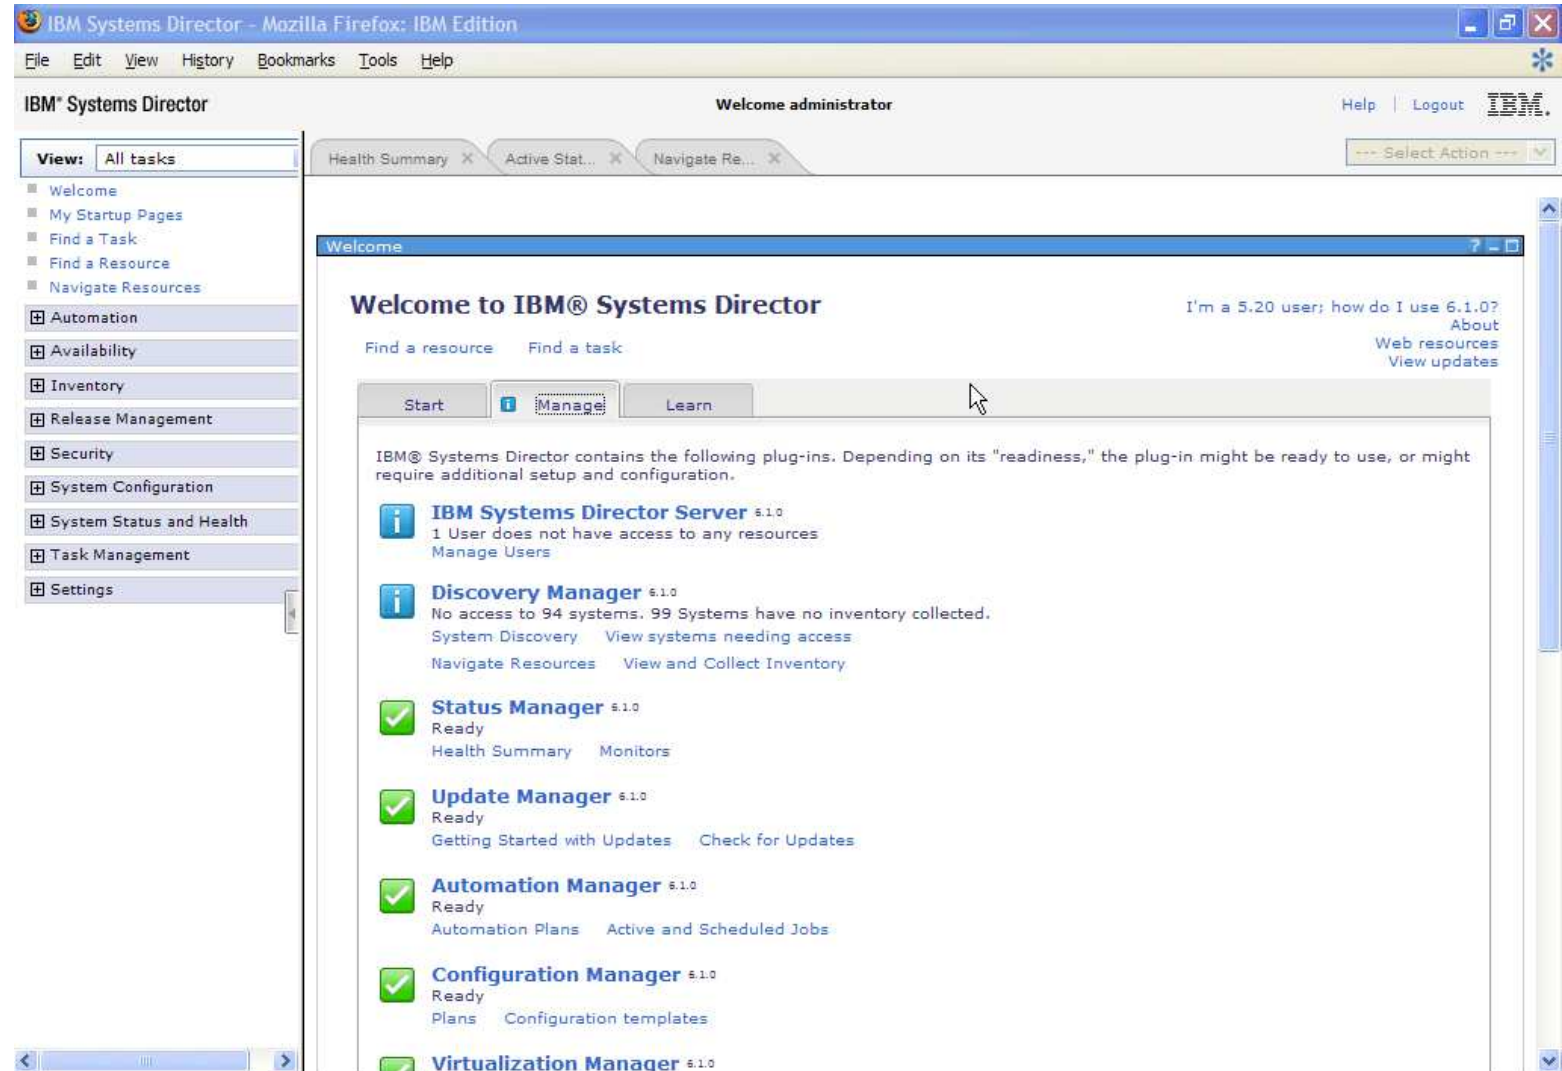 IBM Systems Director - Mozilla Firefox: IBM Edition
File Edit View History Bookmarks Tools Help
IBM® Systems Director
Welcome administrator
Help | Logout IBM.
View: All tasks
Health Summary
Active Stat...
Navigate Re...
--- Select Action ---
Welcome
My Startup Pages
Find a Task
Find a Resource
Navigate Resources
Automation
Availability
Inventory
Release Management
Security
System Configuration
System Status and Health
Task Management
Settings
Welcome
Welcome to IBM® Systems Director
I'm a 5.20 user; how do I use 6.1.0?
About
Web resources
View updates
Find a resource Find a task
Start Manage Learn
IBM® Systems Director contains the following plug-ins. Depending on its "readiness," the plug-in might be ready to use, or might
require additional setup and configuration.
IBM Systems Director Server 6.1.0
1 User does not have access to any resources
Manage Users
Discovery Manager 6.1.0
No access to 94 systems. 99 Systems have no inventory collected.
System Discovery View systems needing access
Navigate Resources View and Collect Inventory
Status Manager 6.1.0
Ready
Health Summary Monitors
Update Manager 6.1.0
Ready
Getting Started with Updates Check for Updates
Automation Manager 6.1.0
Ready
Automation Plans Active and Scheduled Jobs
Configuration Manager 6.1.0
Ready
Plans Configuration templates
Virtualization Manager 6.1.0